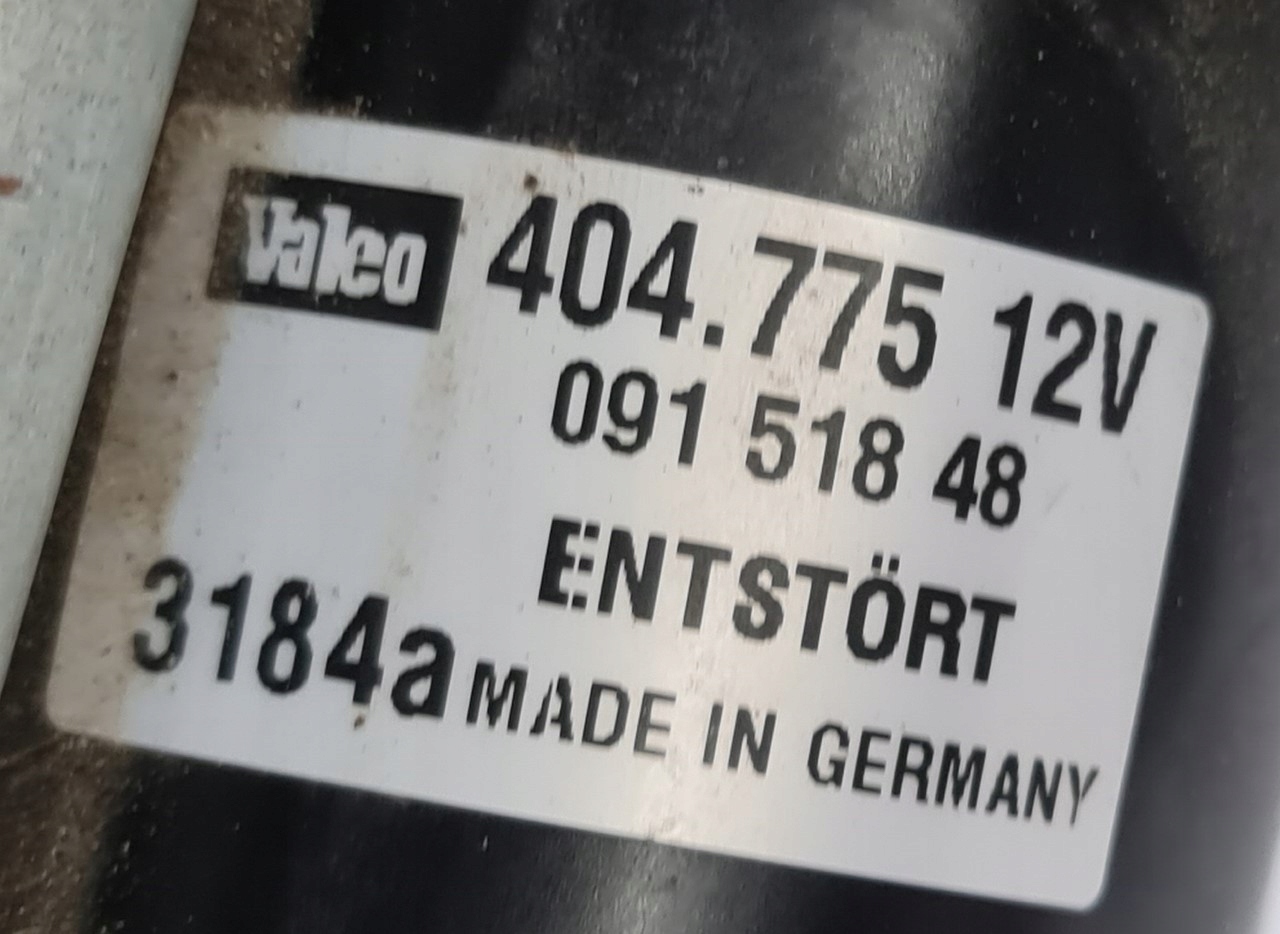 Valeo 404.775 12V
091 518 48
ENTSTÖRT
3184a MADE IN GERMANY